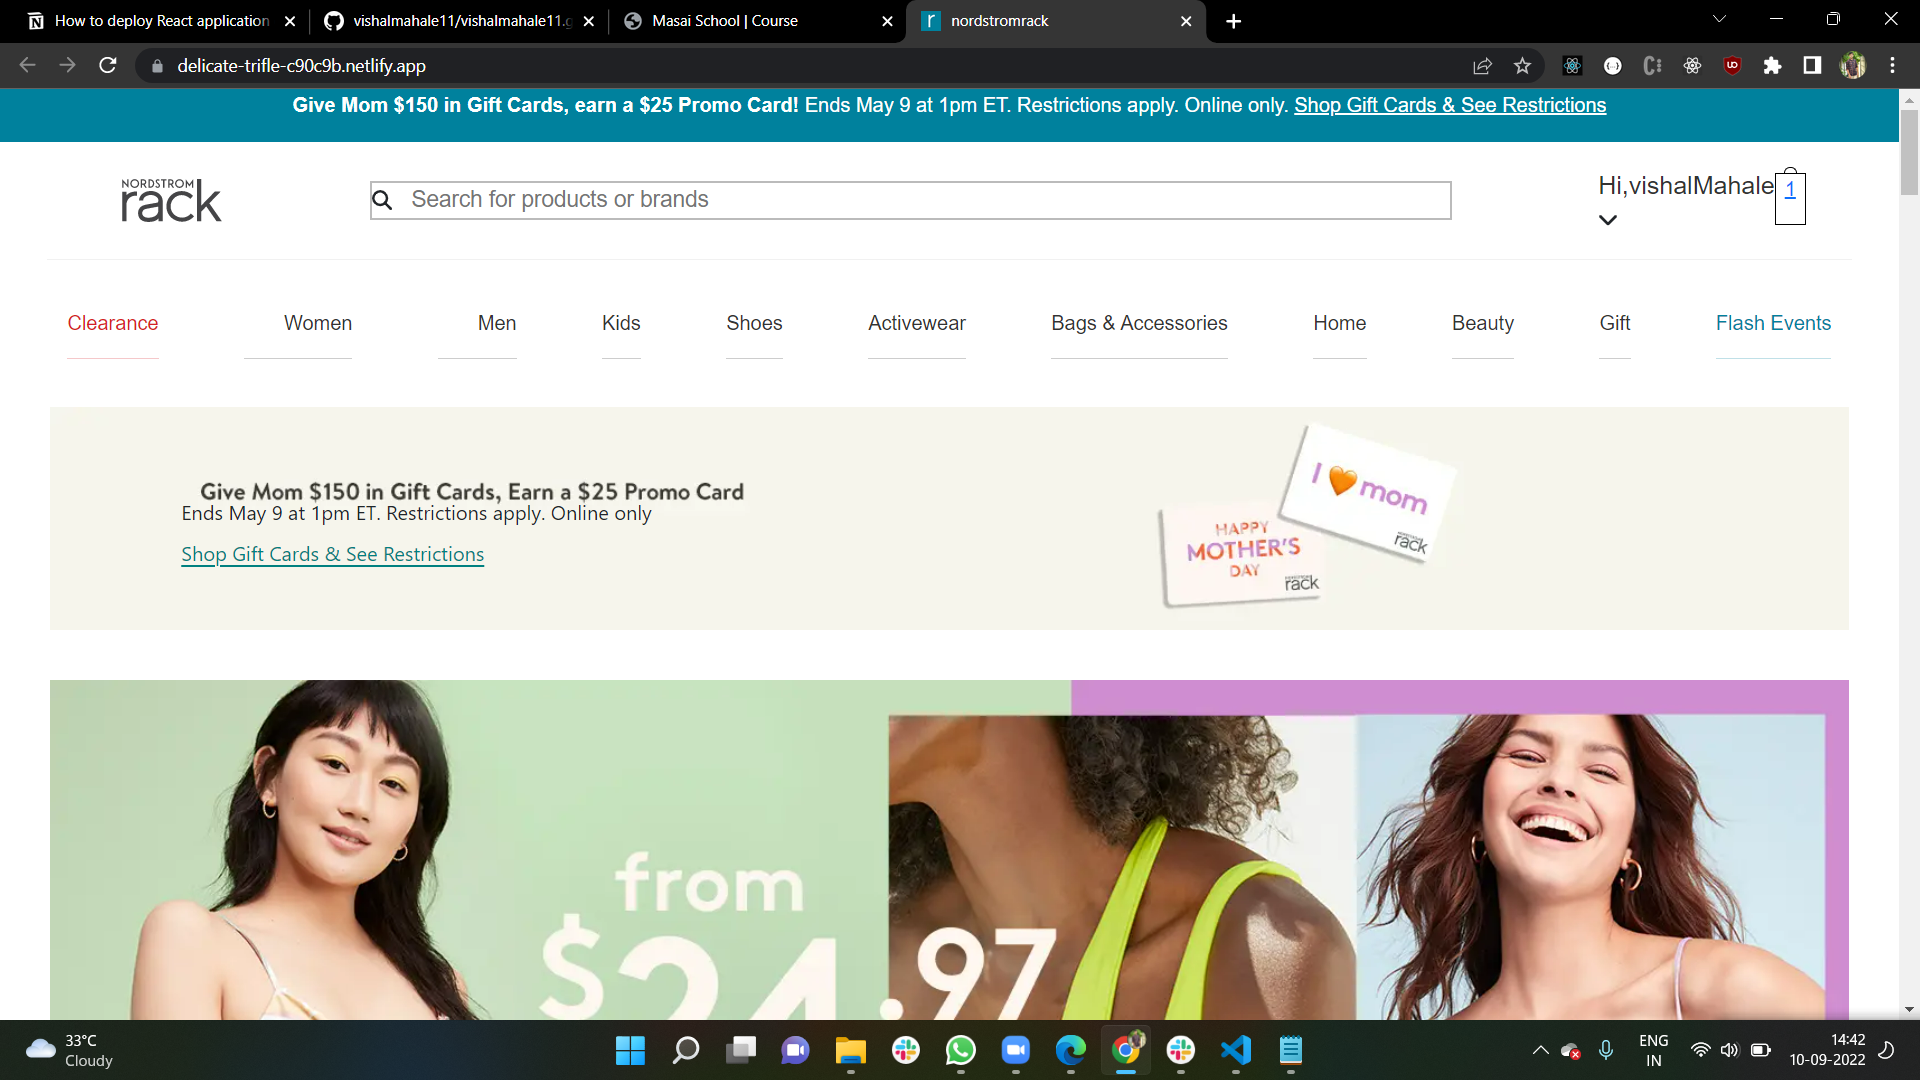 How to deploy React application
vishalmahale11/vishalmahale11.g
Masai School | Course
nordstromrack
delicate-trifle-c90c9b.netlify.app
Give Mom $150 in Gift Cards, earn a $25 Promo Card! Ends May 9 at 1pm ET. Restrictions apply. Online only. Shop Gift Cards & See Restrictions
NORDSTROM
rack
Search for products or brands
Hi,vishalMahale
1
Clearance
Women
Men
Kids
Shoes
Activewear
Bags & Accessories
Home
Beauty
Gift
Flash Events
Give Mom $150 in Gift Cards, Earn a $25 Promo Card
Ends May 9 at 1pm ET. Restrictions apply. Online only
Shop Gift Cards & See Restrictions
I 🧡 mom
rack
HAPPY
MOTHER'S
DAY
rack
from
$24.97
33°C
Cloudy
ENG
IN
14:42
10-09-2022